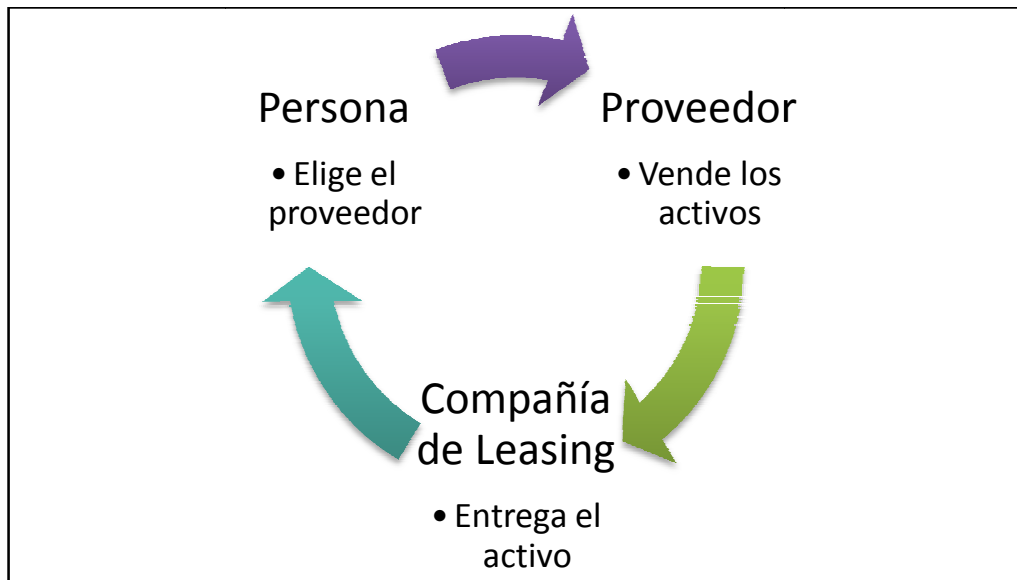 Persona
• Elige el
proveedor
Proveedor
• Vende los
activos
Compañía
de Leasing
• Entrega el
activo